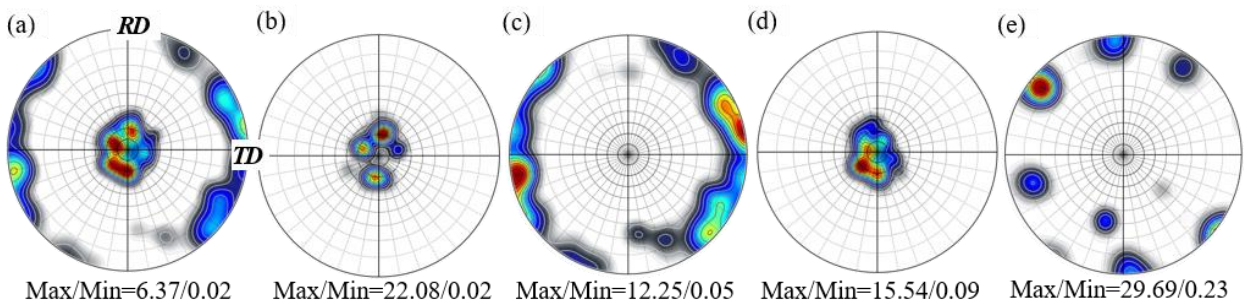 (a) RD (b) (c) (d) (e)
TD
Max/Min=6.37/0.02 Max/Min=22.08/0.02 Max/Min=12.25/0.05 Max/Min=15.54/0.09 Max/Min=29.69/0.23